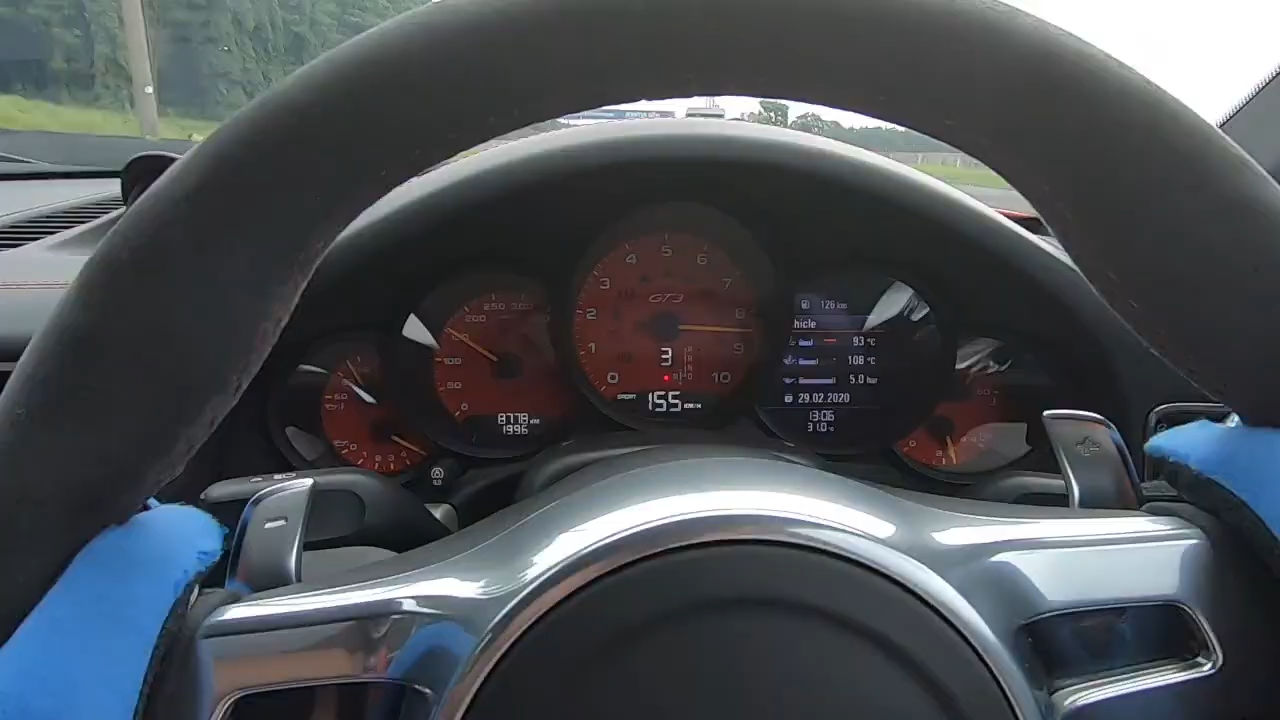 5
4
6
3
7
GT3
2
8
1
9
3
0
10
SPORT
155 KM/H
250
300
200
100
50
0
8778 KM
1996
126 km
hicle
93 °C
108 °C
5.0 bar
29.02.2020
13:06
31.0 °C
-
+